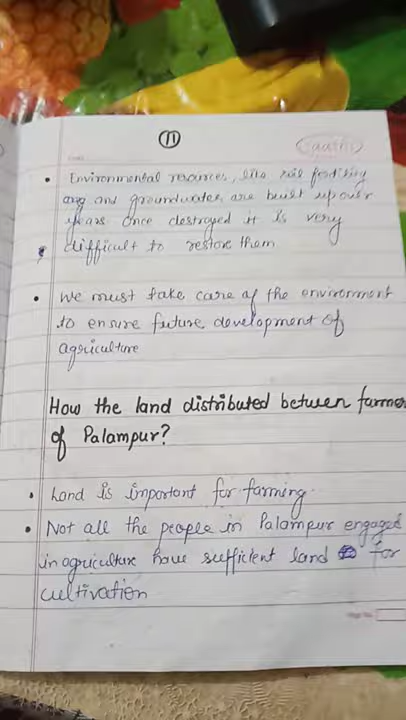 11
• Environmental resources, like soil fertility
and groundwater, are built up over
years once destroyed it is very
difficult to restore them
• We must take care of the environment
to ensure future development of
agriculture
How the land distributed between farmer
of Palampur?
• Land is important for farming.
• Not all the people in Palampur engaged
in agriculture have sufficient land for
cultivation